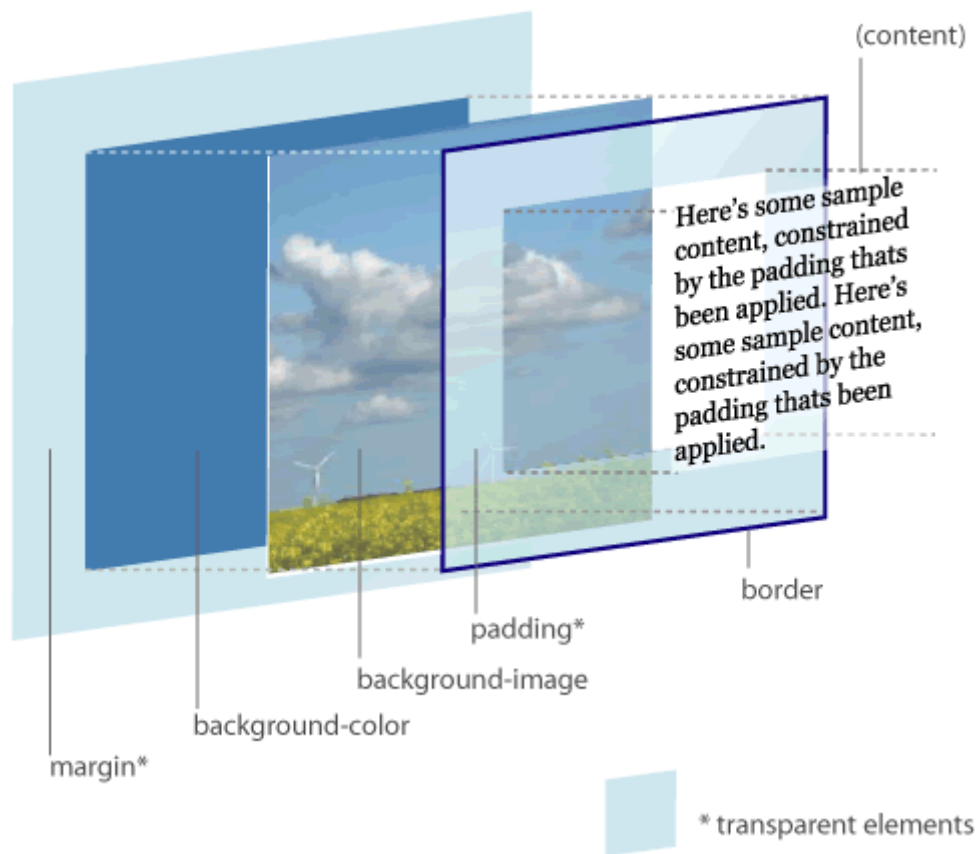 (content)
Here’s some sample
content, constrained
by the padding thats
been applied. Here’s
some sample content,
constrained by the
padding thats been
applied.
border
padding*
background-image
background-color
margin*
* transparent elements